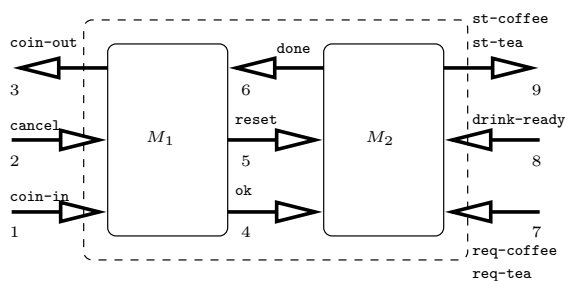 st-coffee
coin-out done st-tea
3 6 9
cancel reset drink-ready
M1 M2
2 5 8
coin-in ok
1 4 7
req-coffee
req-tea